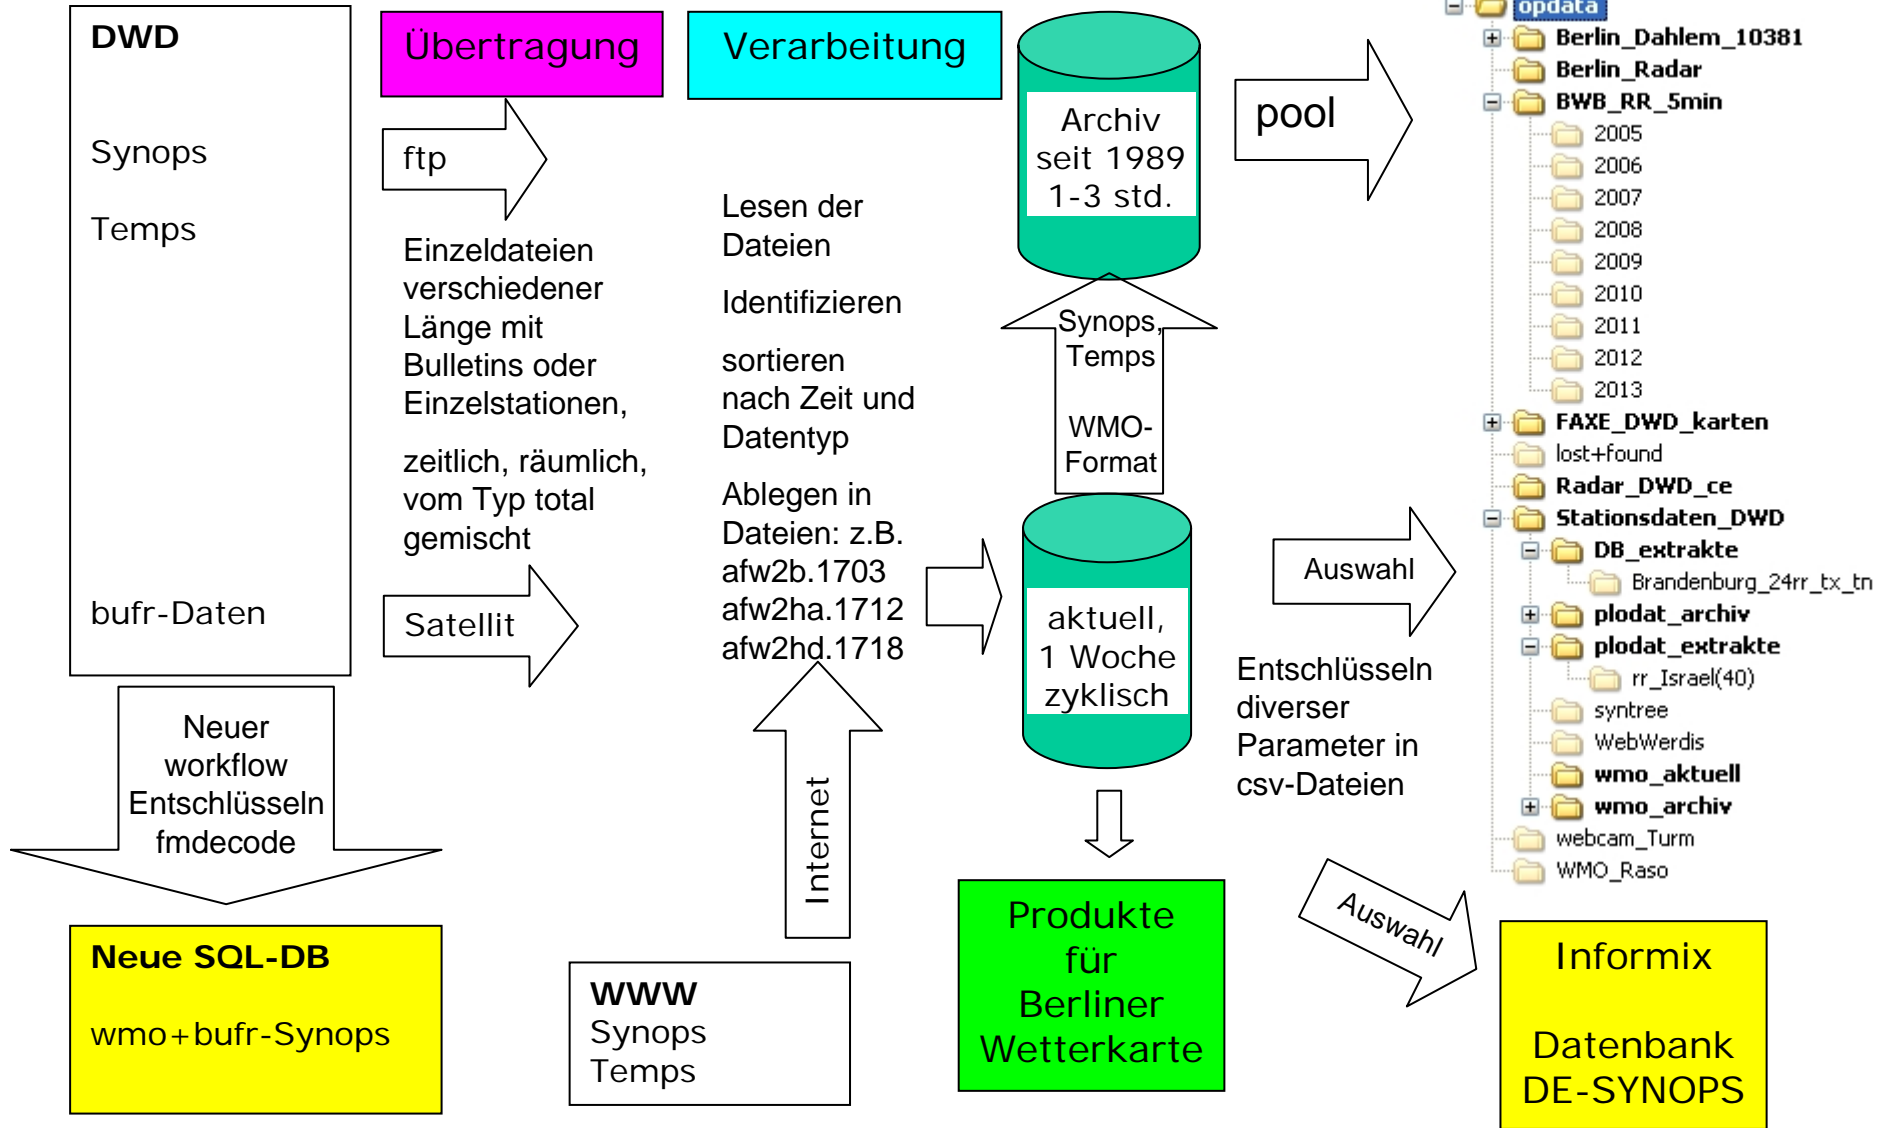 DWD
Synops
Temps
bufr-Daten
Übertragung
ftp
Einzeldateien
verschiedener
Länge mit
Bulletins oder
Einzelstationen,
zeitlich, räumlich,
vom Typ total
gemischt
Satellit
Verarbeitung
Lesen der
Dateien
Identifizieren
sortieren
nach Zeit und
Datentyp
Ablegen in
Dateien: z.B.
afw2b.1703
afw2ha.1712
afw2hd.1718
Internet
Neuer
workflow
Entschlüsseln
fmdecode
Neue SQL-DB
wmo+bufr-Synops
WWW
Synops
Temps
Archiv
seit 1989
1-3 std.
Synops,
Temps
WMO-
Format
aktuell,
1 Woche
zyklisch
Produkte
für
Berliner
Wetterkarte
pool
Auswahl
Entschlüsseln
diverser
Parameter in
csv-Dateien
Auswahl
opdata
Berlin_Dahlem_10381
Berlin_Radar
BWB_RR_5min
2005
2006
2007
2008
2009
2010
2011
2012
2013
FAXE_DWD_karten
lost+found
Radar_DWD_ce
Stationsdaten_DWD
DB_extrakte
Brandenburg_24rr_tx_tn
plodat_archiv
plodat_extrakte
rr_Israel(40)
syntree
WebWerdis
wmo_aktuell
wmo_archiv
webcam_Turm
WMO_Raso
Informix
Datenbank
DE-SYNOPS